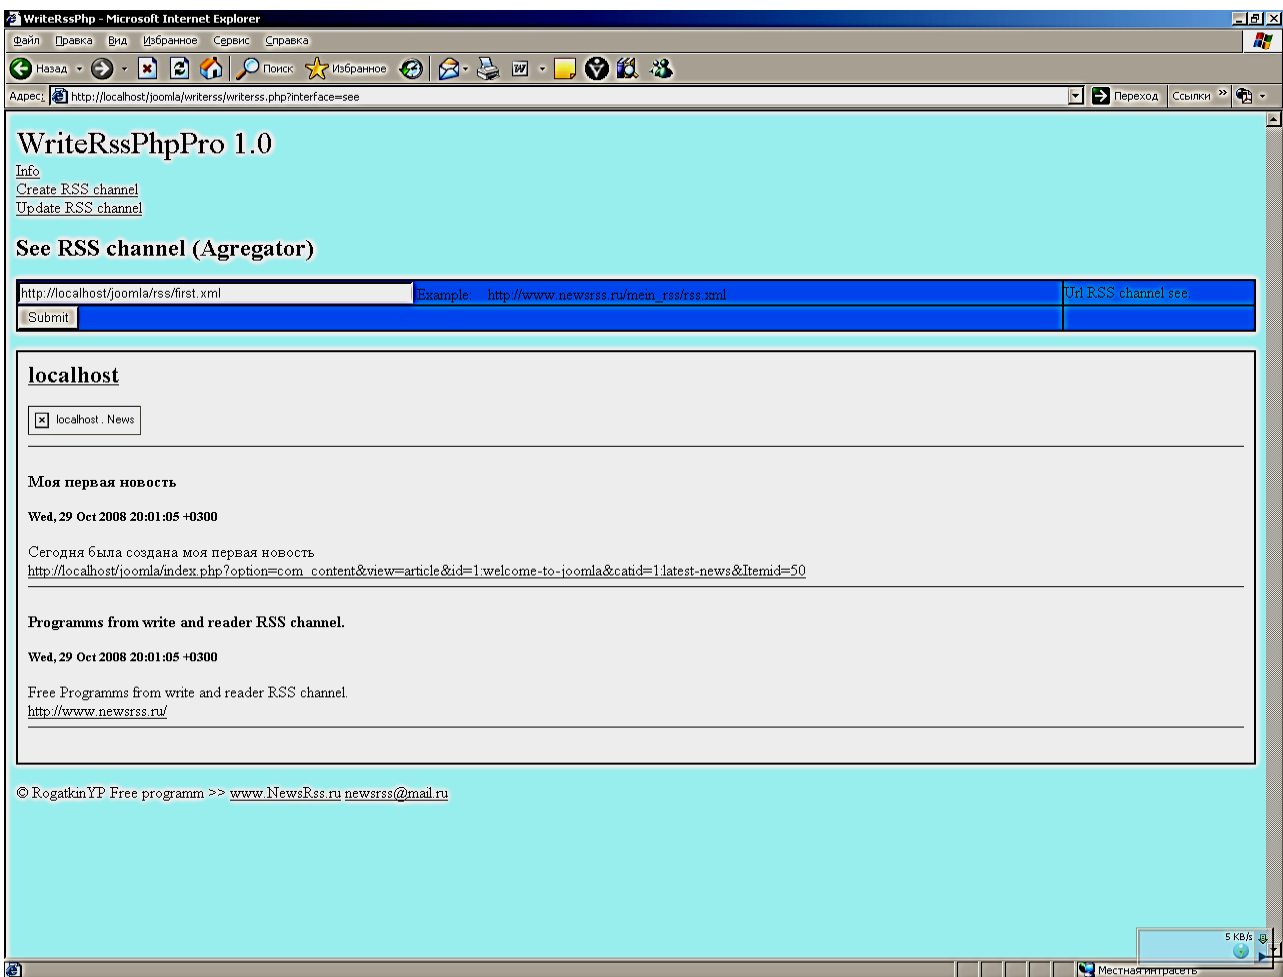 WriteRssPhp - Microsoft Internet Explorer
Файл Правка Вид Избранное Сервис Справка
Назад Поиск Избранное
Адрес: http://localhost/joomla/writerss/writerss.php?interface=see Переход Ссылки »
WriteRssPhpPro 1.0
Info
Create RSS channel
Update RSS channel
See RSS channel (Agregator)
http://localhost/joomla/rss/first.xml Example: http://www.newsrss.ru/mein_rss/rss.xml Url RSS channel see.
Submit
localhost
localhost . News
Моя первая новость
Wed, 29 Oct 2008 20:01:05 +0300
Сегодня была создана моя первая новость
http://localhost/joomla/index.php?option=com_content&view=article&id=1:welcome-to-joomla&catid=1:latest-news&Itemid=50
Programms from write and reader RSS channel.
Wed, 29 Oct 2008 20:01:05 +0300
Free Programms from write and reader RSS channel.
http://www.newsrss.ru/
© RogatkinYP Free programm >> www.NewsRss.ru newsrss@mail.ru
5 KB/s
Местная интрасеть